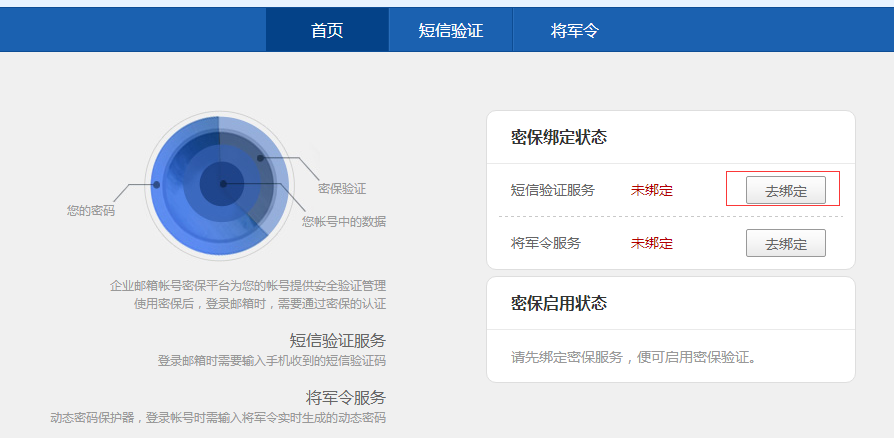 首页
短信验证
将军令
您的密码
密保验证
您帐号中的数据
企业邮箱帐号密保平台为您的帐号提供安全验证管理
使用密保后，登录邮箱时，需要通过密保的认证
短信验证服务
登录邮箱时需要输入手机收到的短信验证码
将军令服务
动态密码保护器，登录帐号时需输入将军令实时生成的动态密码
密保绑定状态
短信验证服务 未绑定 去绑定
将军令服务 未绑定 去绑定
密保启用状态
请先绑定密保服务，便可启用密保验证。